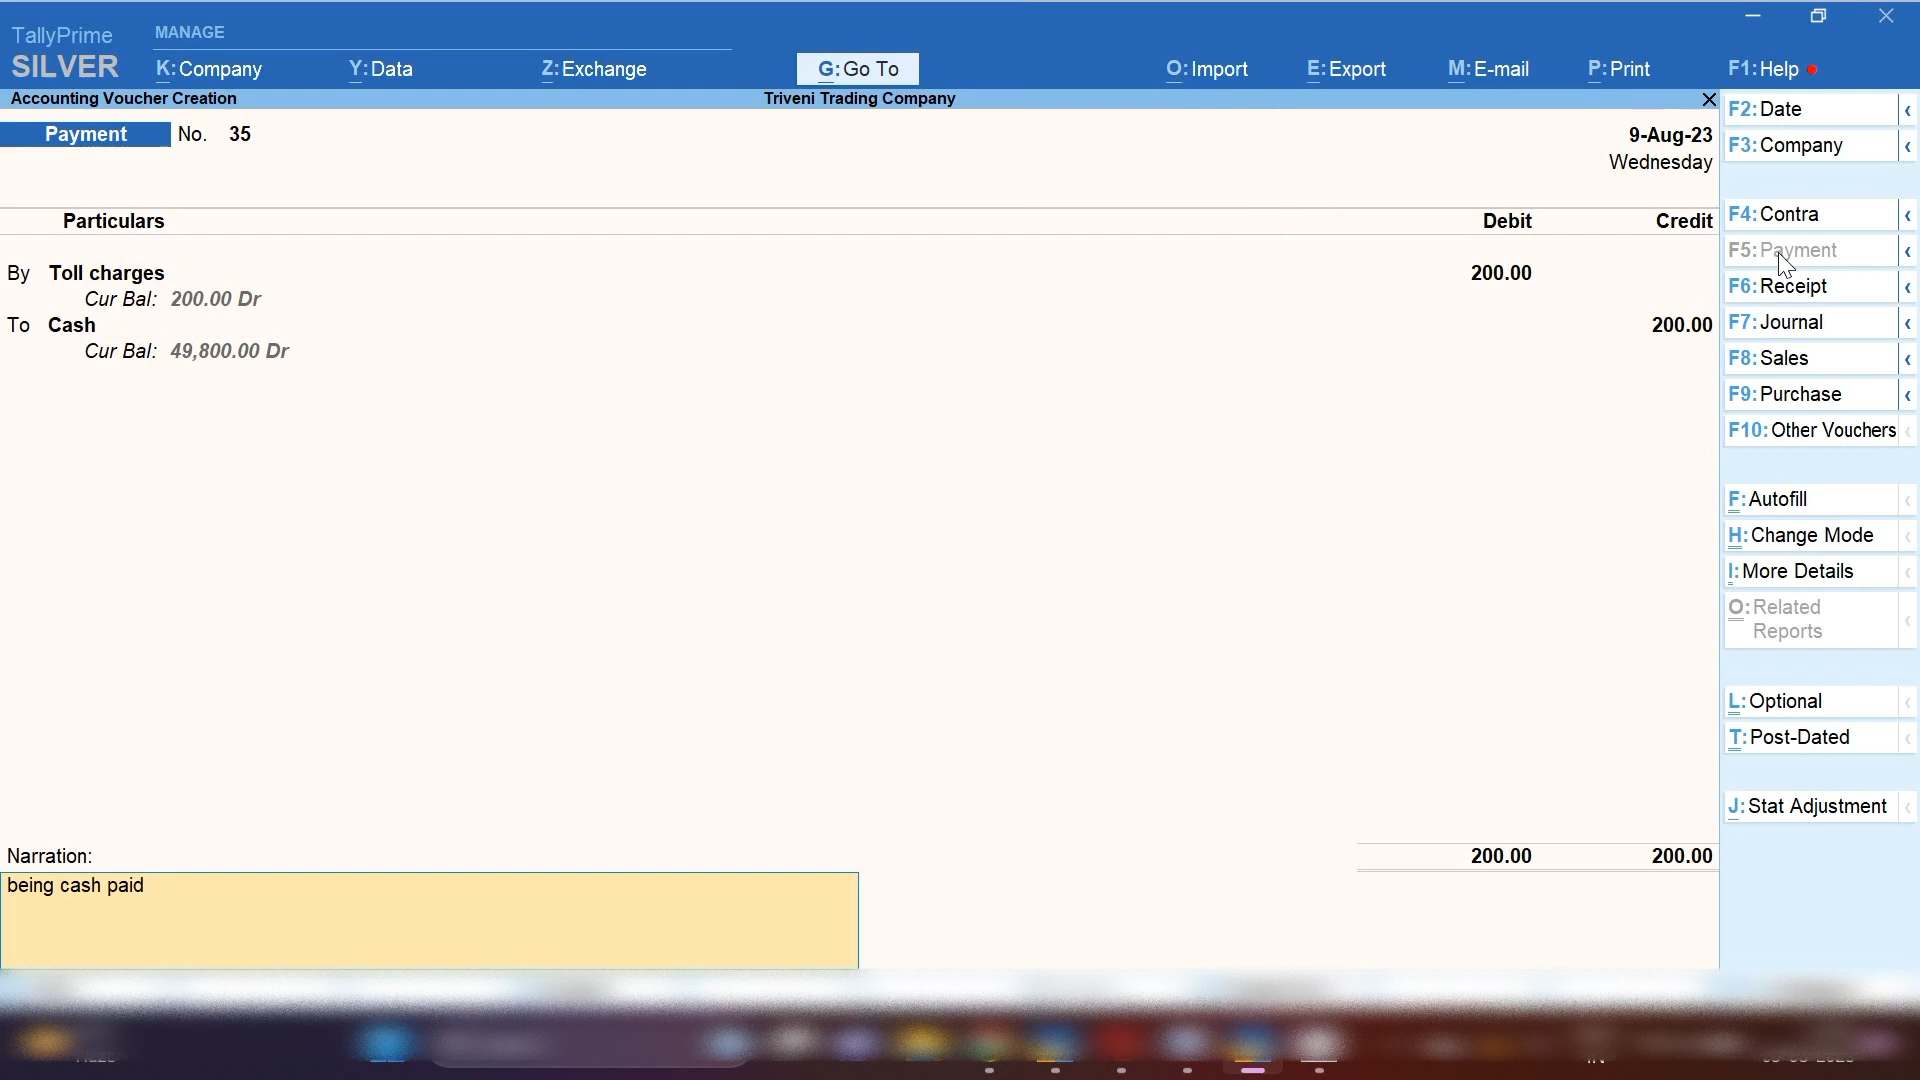 TallyPrime
SILVER
MANAGE
K:Company
Y:Data
Z:Exchange
G:Go To
O:Import
E:Export
M:E-mail
P:Print
F1:Help
Accounting Voucher Creation
Triveni Trading Company
Payment No. 35
9-Aug-23
Wednesday
Particulars Debit Credit
By Toll charges 200.00
Cur Bal: 200.00 Dr
To Cash 200.00
Cur Bal: 49,800.00 Dr
Narration: 200.00 200.00
being cash paid
F2:Date
F3:Company
F4:Contra
F5:Payment
F6:Receipt
F7:Journal
F8:Sales
F9:Purchase
F10:Other Vouchers
F:Autofill
H:Change Mode
I:More Details
O:Related
Reports
L:Optional
T:Post-Dated
J:Stat Adjustment